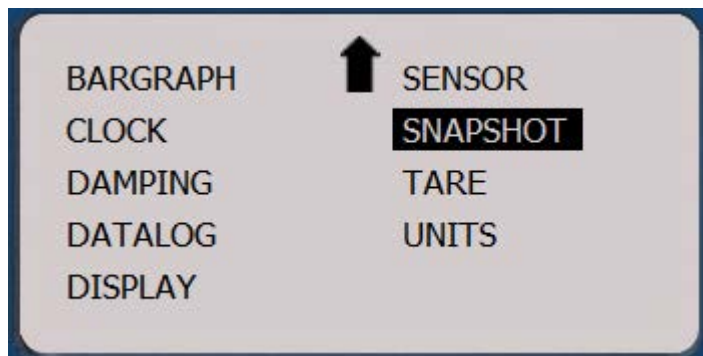 BARGRAPH
CLOCK
DAMPING
DATALOG
DISPLAY
SENSOR
SNAPSHOT
TARE
UNITS